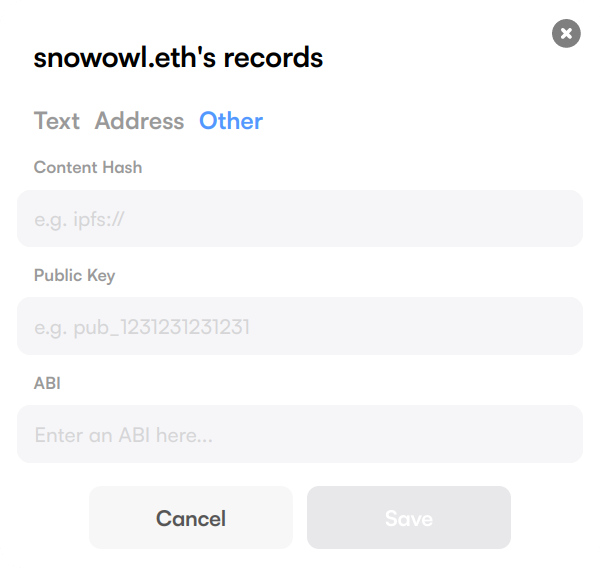 snowowl.eth's records
Text Address Other
Content Hash
e.g. ipfs://
Public Key
e.g. pub_1231231231231
ABI
Enter an ABI here...
Cancel Save